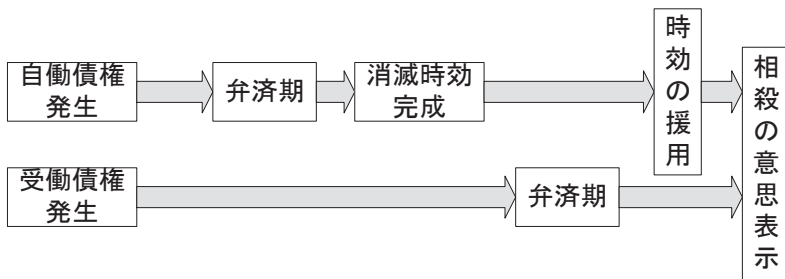 自働債権
発生
弁済期
消滅時効
完成
時効の援用
相殺の意思表示
受働債権
発生
弁済期